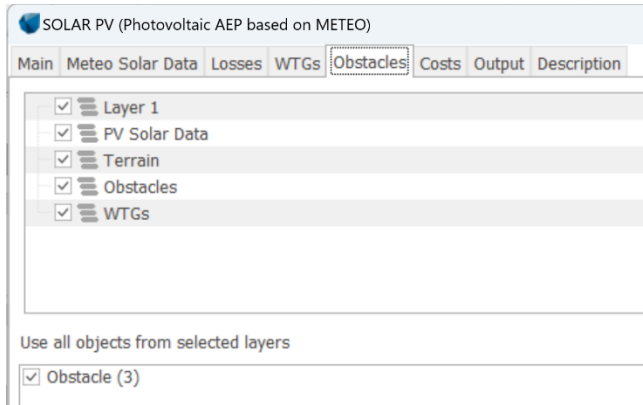 SOLAR PV (Photovoltaic AEP based on METEO)
Main Meteo Solar Data Losses WTGs Obstacles Costs Output Description
Layer 1
PV Solar Data
Terrain
Obstacles
WTGs
Use all objects from selected layers
Obstacle (3)